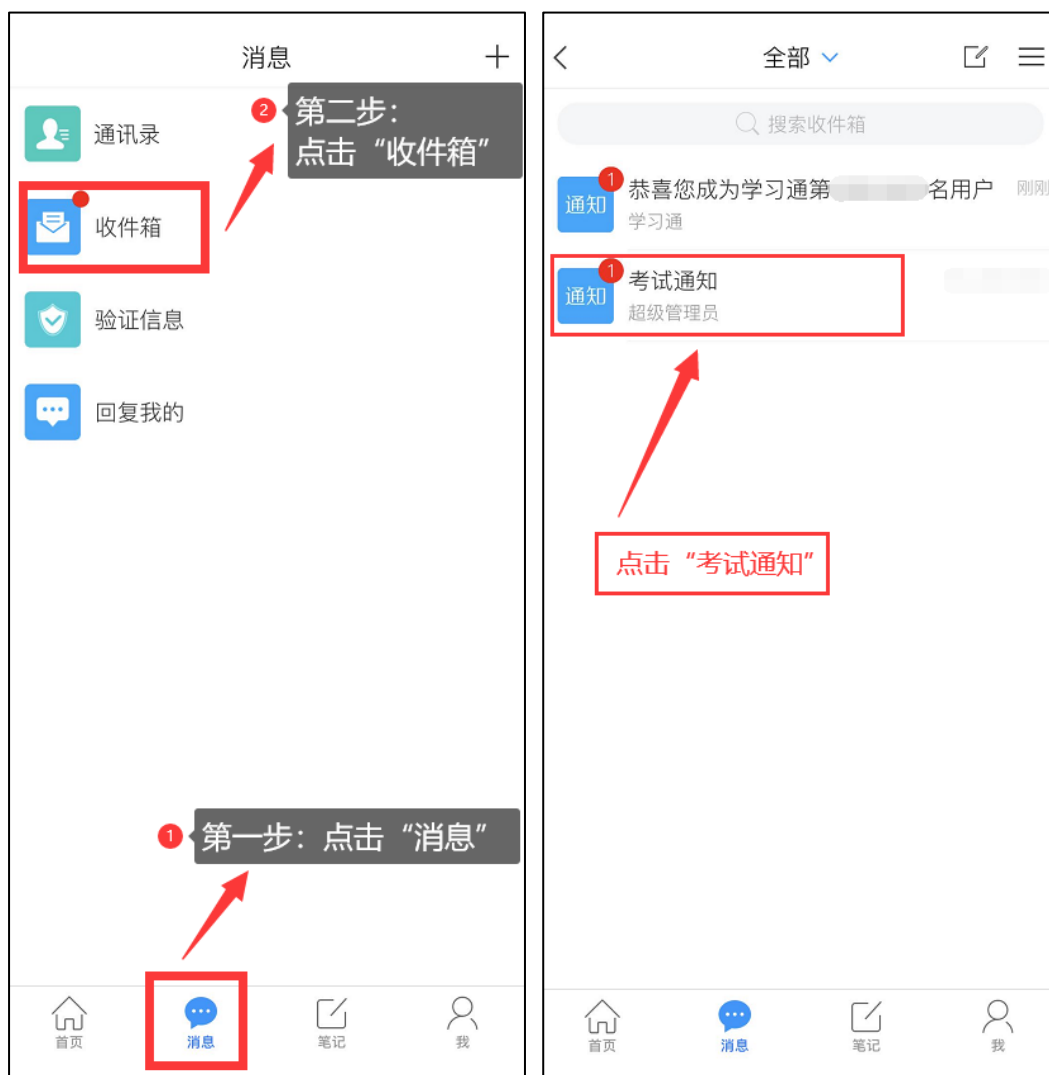 消息
② 第二步：
点击“收件箱”
通讯录
收件箱
验证信息
回复我的
① 第一步：点击“消息”
首页
消息
笔记
我
全部
搜索收件箱
通知
1
恭喜您成为学习通第
名用户
刚刚
学习通
通知
1
考试通知
超级管理员
点击“考试通知”
首页
消息
笔记
我